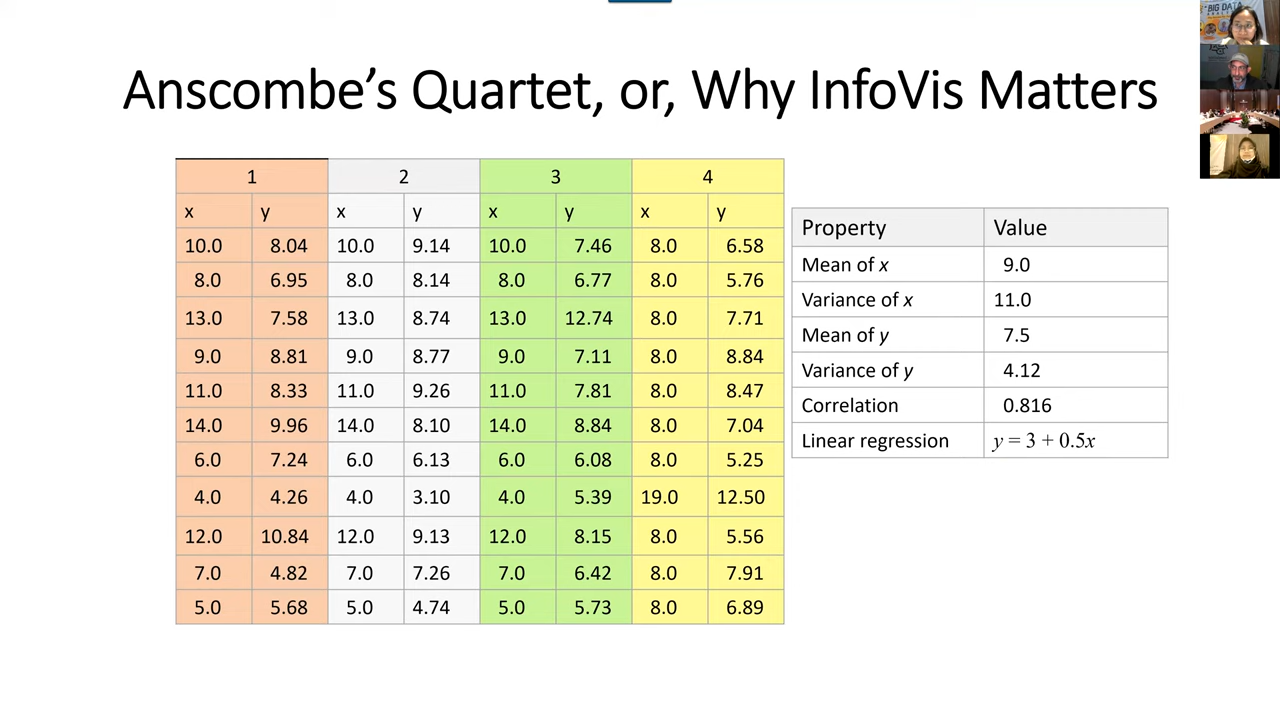 Anscombe’s Quartet, or, Why InfoVis Matters
1 2 3 4
x y x y x y x y
10.0 8.04 10.0 9.14 10.0 7.46 8.0 6.58
8.0 6.95 8.0 8.14 8.0 6.77 8.0 5.76
13.0 7.58 13.0 8.74 13.0 12.74 8.0 7.71
9.0 8.81 9.0 8.77 9.0 7.11 8.0 8.84
11.0 8.33 11.0 9.26 11.0 7.81 8.0 8.47
14.0 9.96 14.0 8.10 14.0 8.84 8.0 7.04
6.0 7.24 6.0 6.13 6.0 6.08 8.0 5.25
4.0 4.26 4.0 3.10 4.0 5.39 19.0 12.50
12.0 10.84 12.0 9.13 12.0 8.15 8.0 5.56
7.0 4.82 7.0 7.26 7.0 6.42 8.0 7.91
5.0 5.68 5.0 4.74 5.0 5.73 8.0 6.89
Property Value
Mean of x 9.0
Variance of x 11.0
Mean of y 7.5
Variance of y 4.12
Correlation 0.816
Linear regression y = 3 + 0.5x
BIG DATA